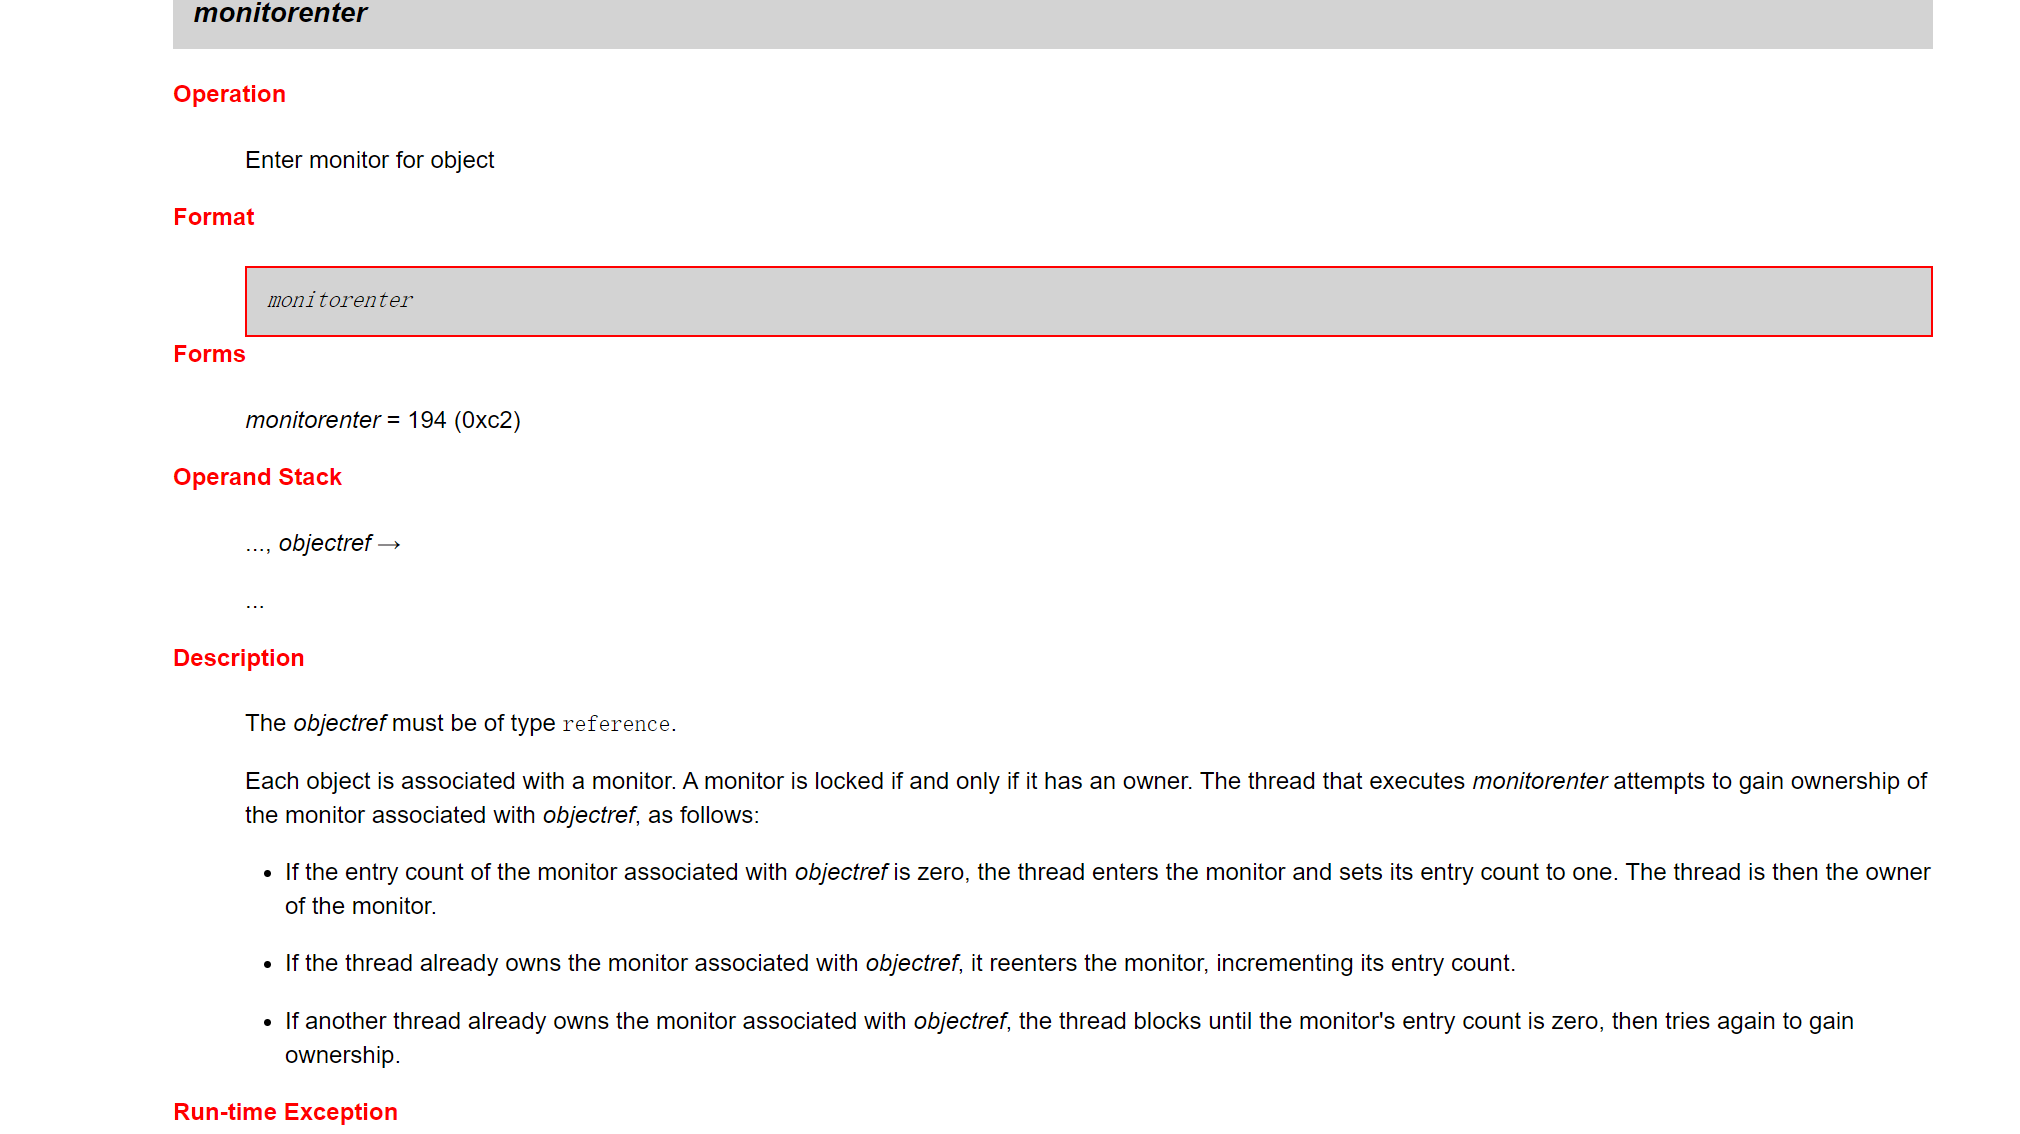 monitorenter
Operation
Enter monitor for object
Format
monitorenter
Forms
monitorenter = 194 (0xc2)
Operand Stack
..., objectref →
...
Description
The objectref must be of type reference.
Each object is associated with a monitor. A monitor is locked if and only if it has an owner. The thread that executes monitorenter attempts to gain ownership of
the monitor associated with objectref, as follows:
• If the entry count of the monitor associated with objectref is zero, the thread enters the monitor and sets its entry count to one. The thread is then the owner
of the monitor.
• If the thread already owns the monitor associated with objectref, it reenters the monitor, incrementing its entry count.
• If another thread already owns the monitor associated with objectref, the thread blocks until the monitor's entry count is zero, then tries again to gain
ownership.
Run-time Exception